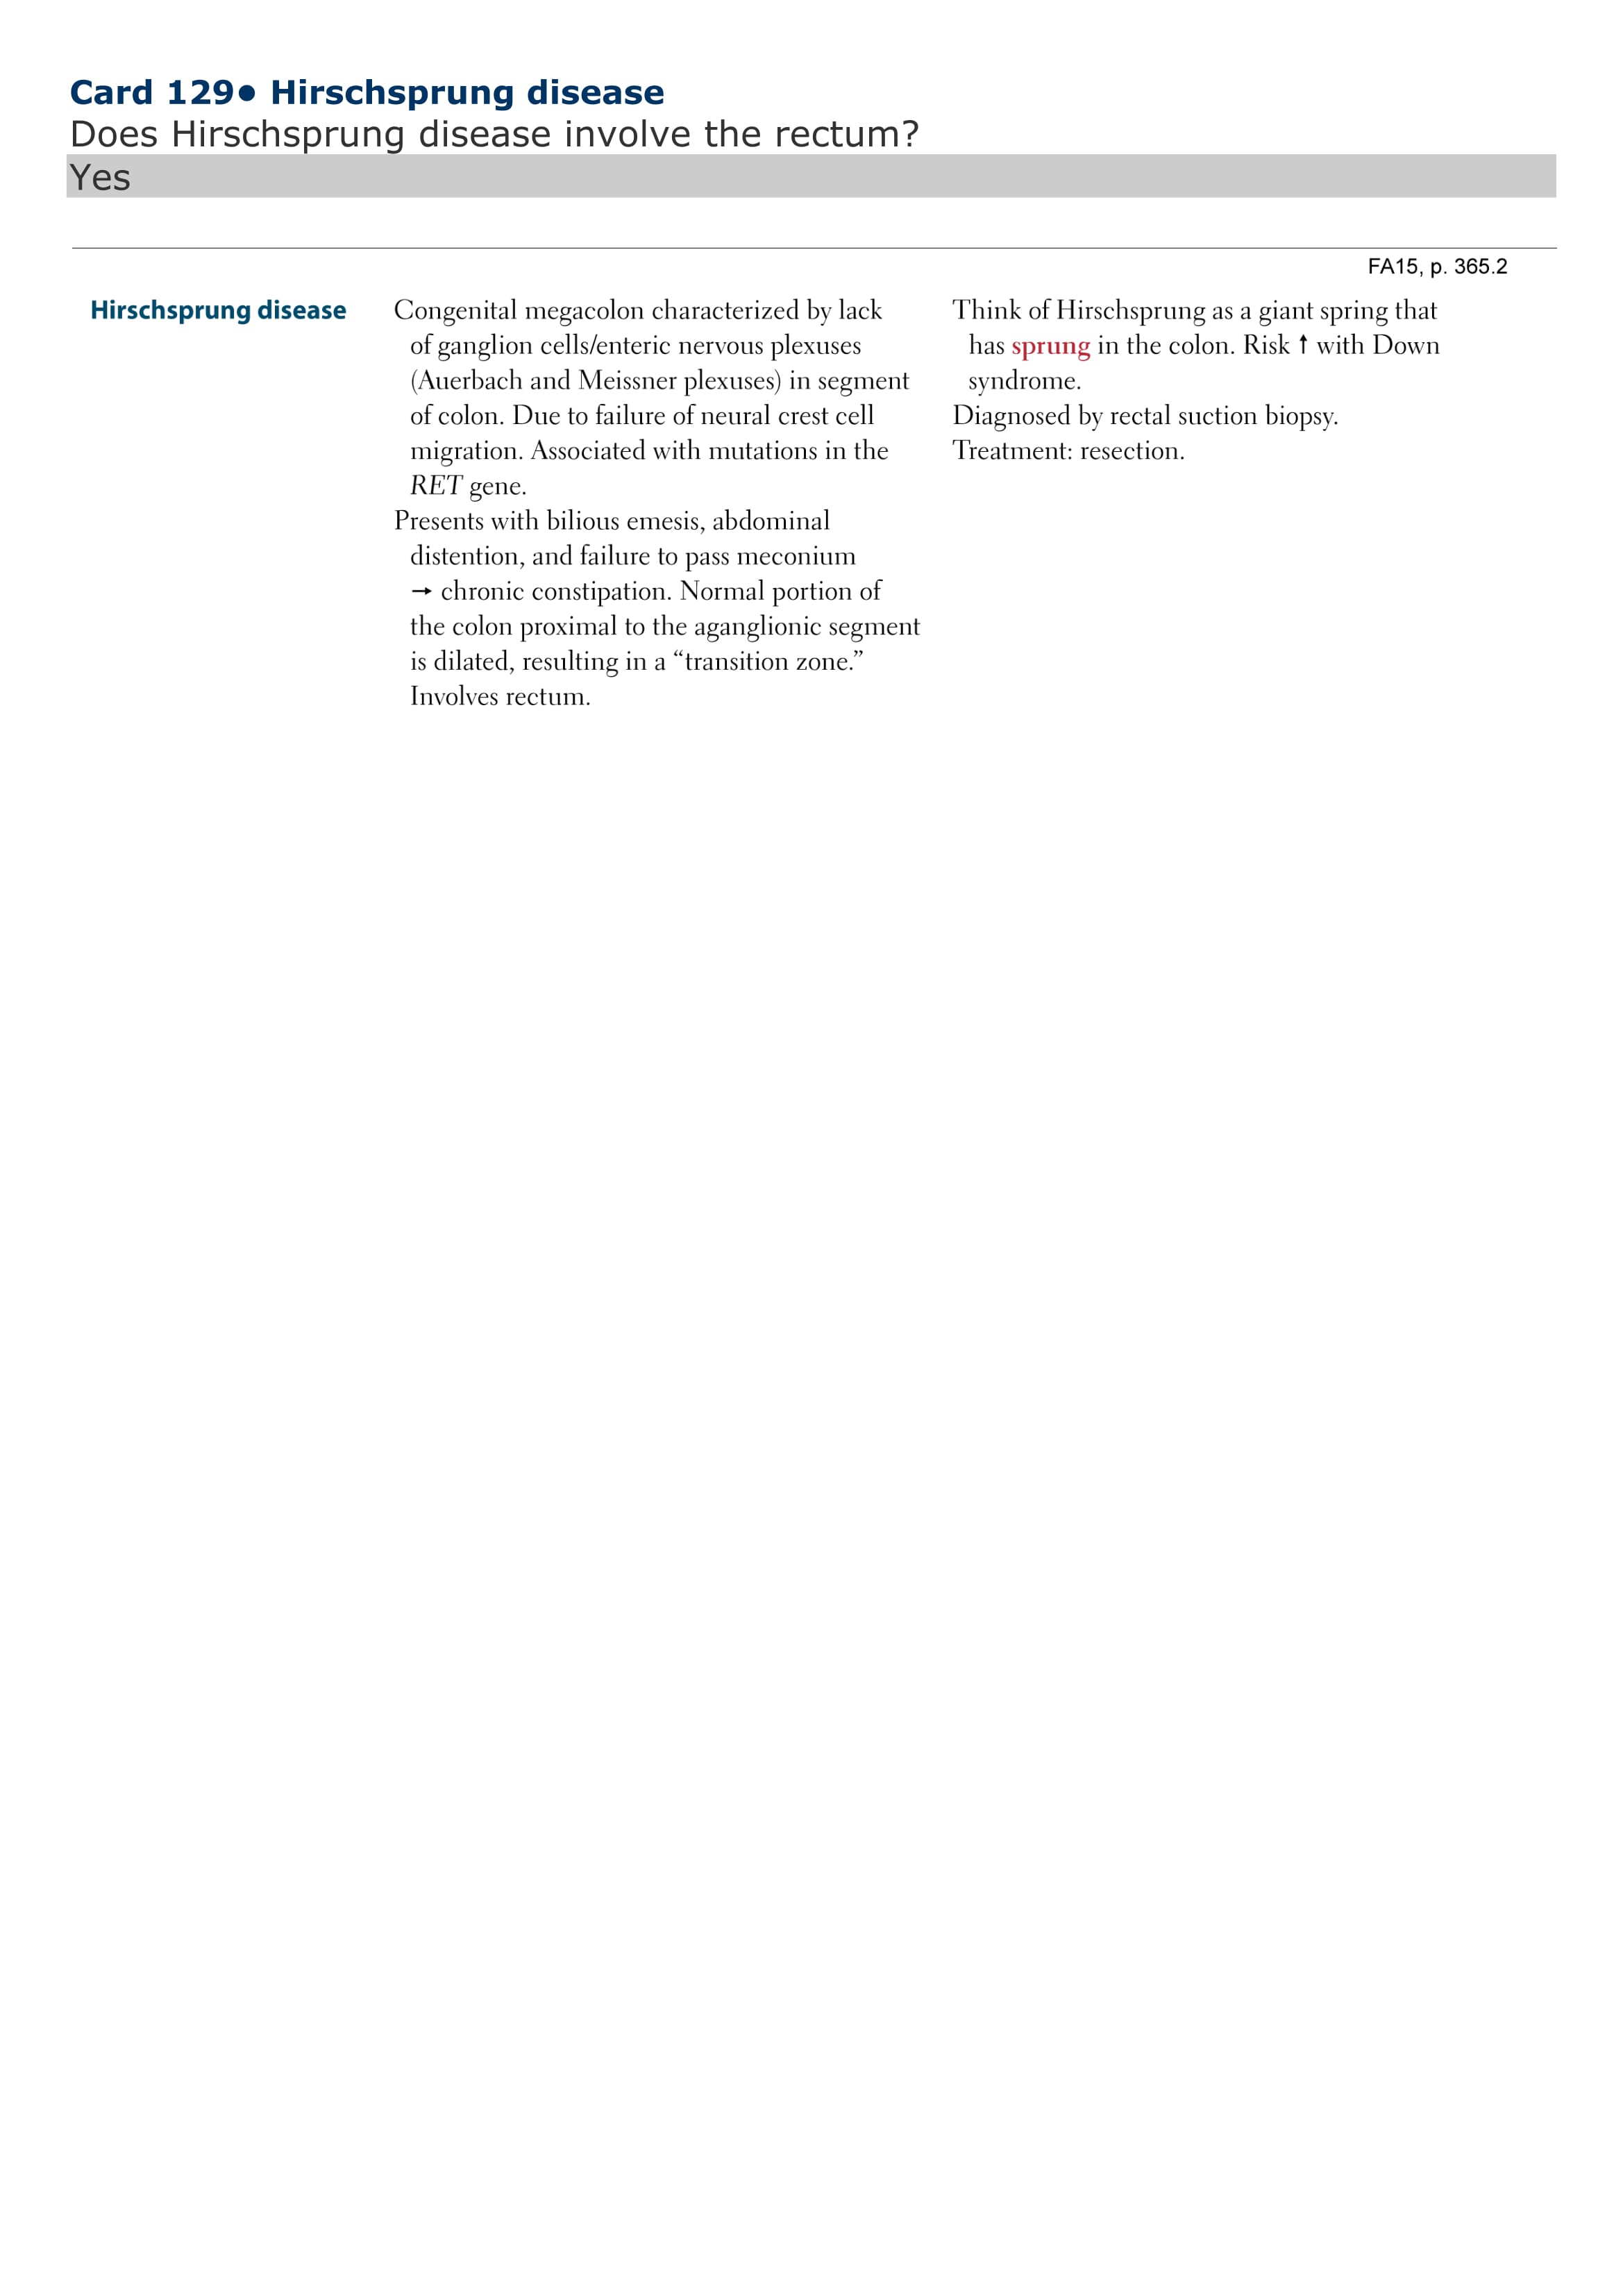 Card 129• Hirschsprung disease
Does Hirschsprung disease involve the rectum?
Yes
FA15, p. 365.2
Hirschsprung disease
Congenital megacolon characterized by lack
of ganglion cells/enteric nervous plexuses
(Auerbach and Meissner plexuses) in segment
of colon. Due to failure of neural crest cell
migration. Associated with mutations in the
RET gene.
Presents with bilious emesis, abdominal
distention, and failure to pass meconium
→ chronic constipation. Normal portion of
the colon proximal to the aganglionic segment
is dilated, resulting in a “transition zone.”
Involves rectum.
Think of Hirschsprung as a giant spring that
has sprung in the colon. Risk ↑ with Down
syndrome.
Diagnosed by rectal suction biopsy.
Treatment: resection.